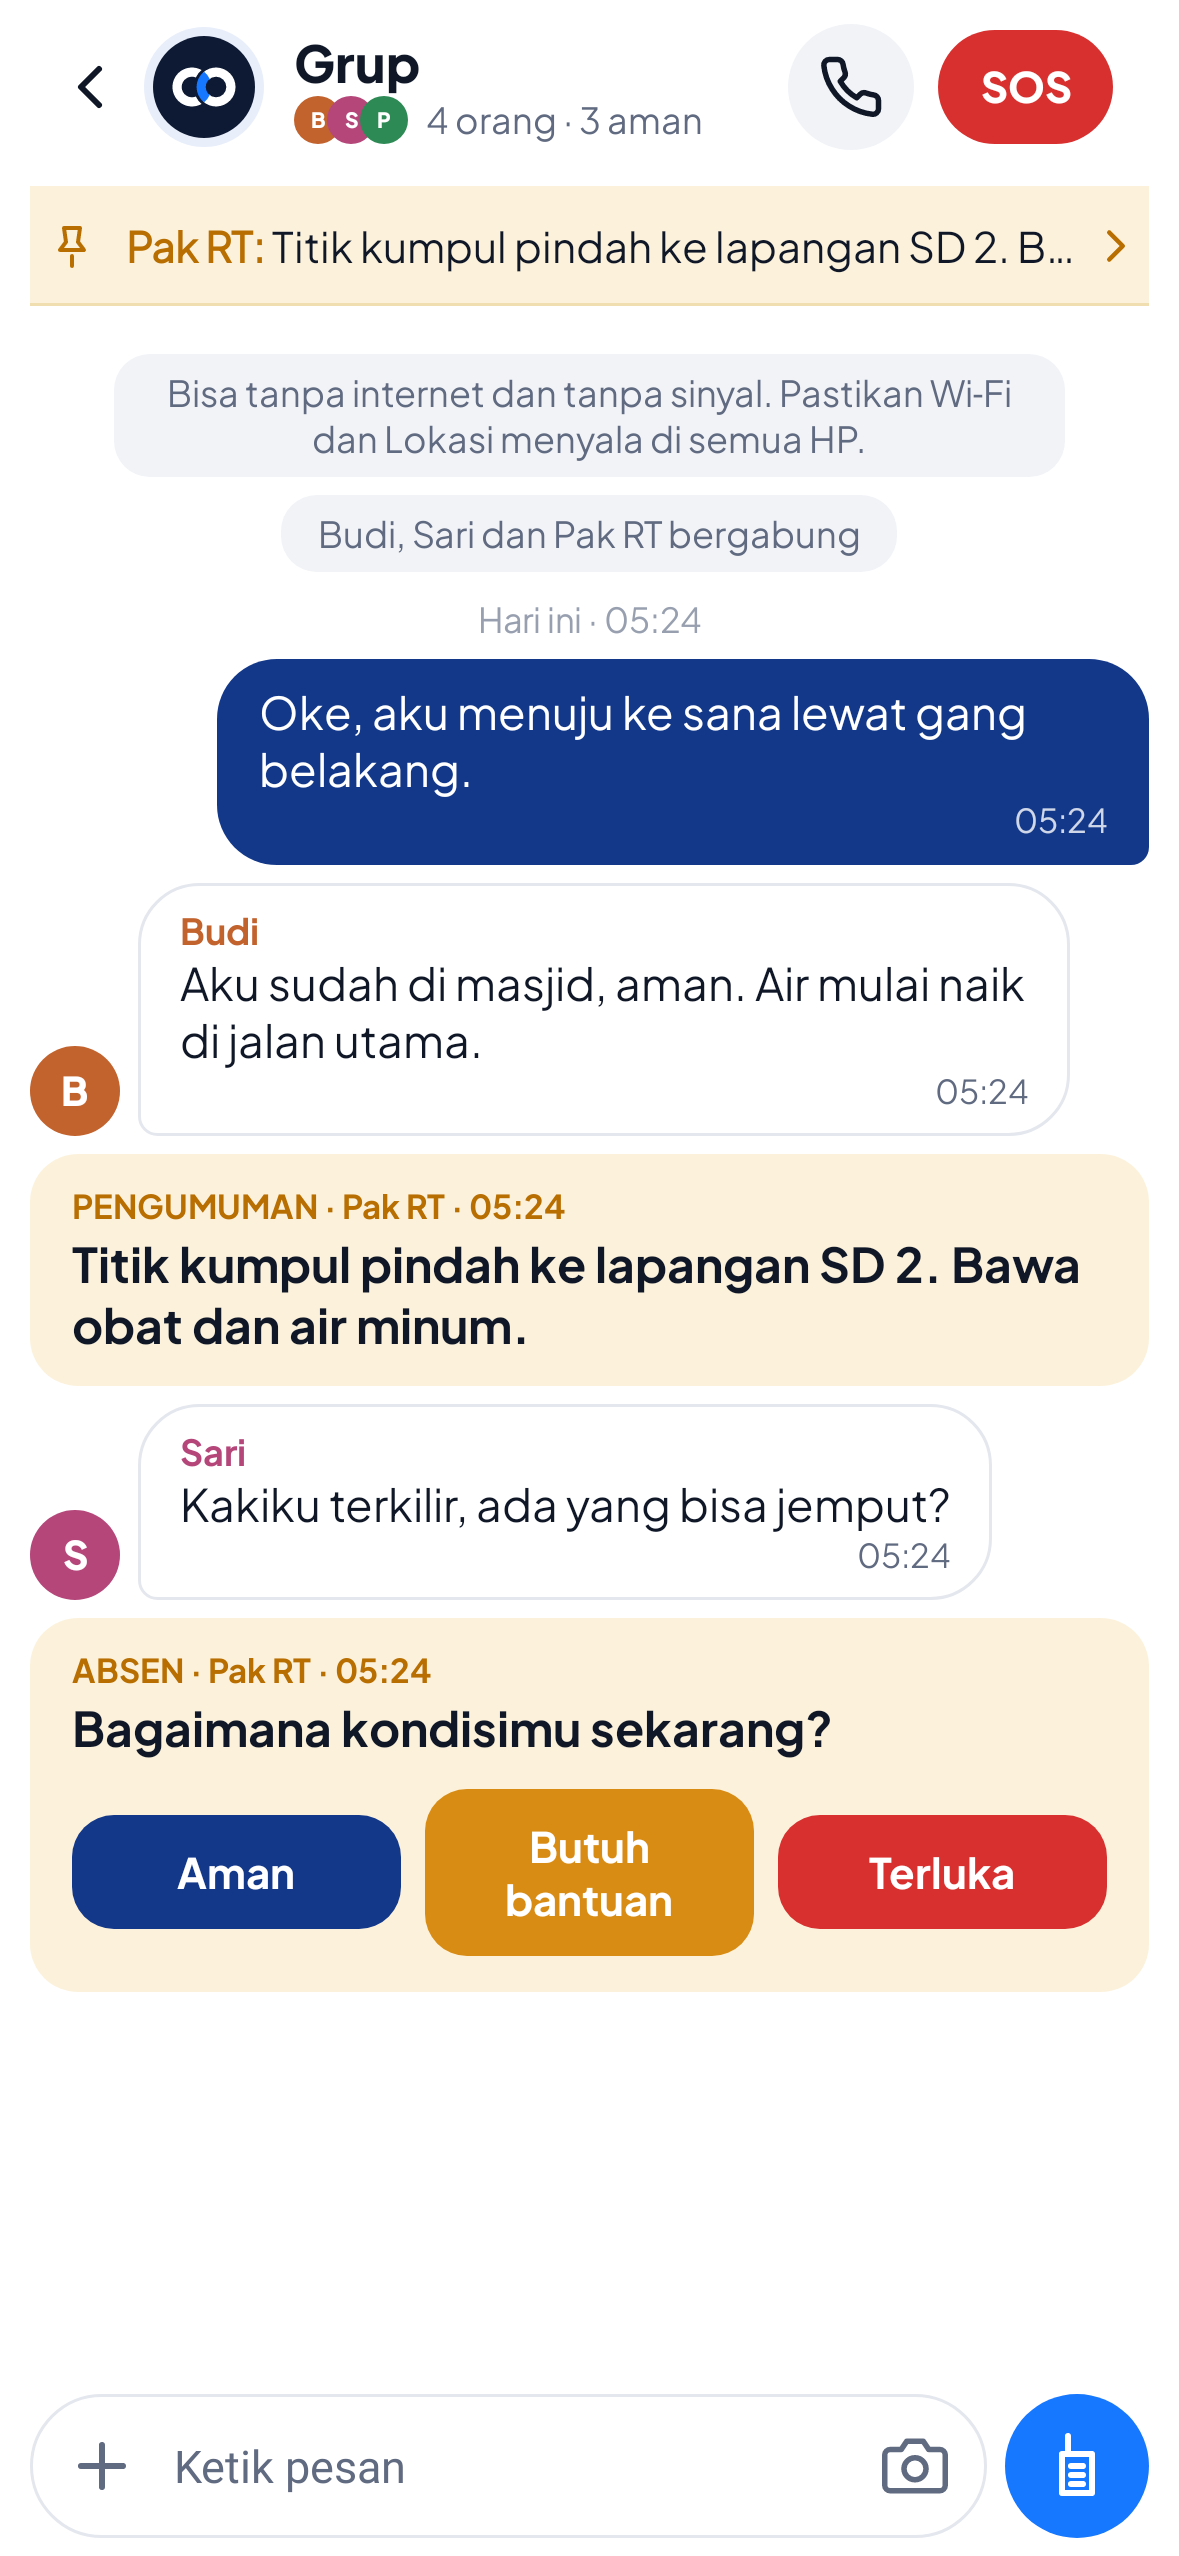 Grup
B S P 4 orang · 3 aman
SOS
Pak RT: Titik kumpul pindah ke lapangan SD 2. B...
Bisa tanpa internet dan tanpa sinyal. Pastikan Wi-Fi
dan Lokasi menyala di semua HP.
Budi, Sari dan Pak RT bergabung
Hari ini · 05:24
Oke, aku menuju ke sana lewat gang
belakang.
05:24
Budi
Aku sudah di masjid, aman. Air mulai naik
di jalan utama.
05:24
B
PENGUMUMAN · Pak RT · 05:24
Titik kumpul pindah ke lapangan SD 2. Bawa
obat dan air minum.
Sari
Kakiku terkilir, ada yang bisa jemput?
05:24
S
ABSEN · Pak RT · 05:24
Bagaimana kondisimu sekarang?
Aman
Butuh
bantuan
Terluka
Ketik pesan